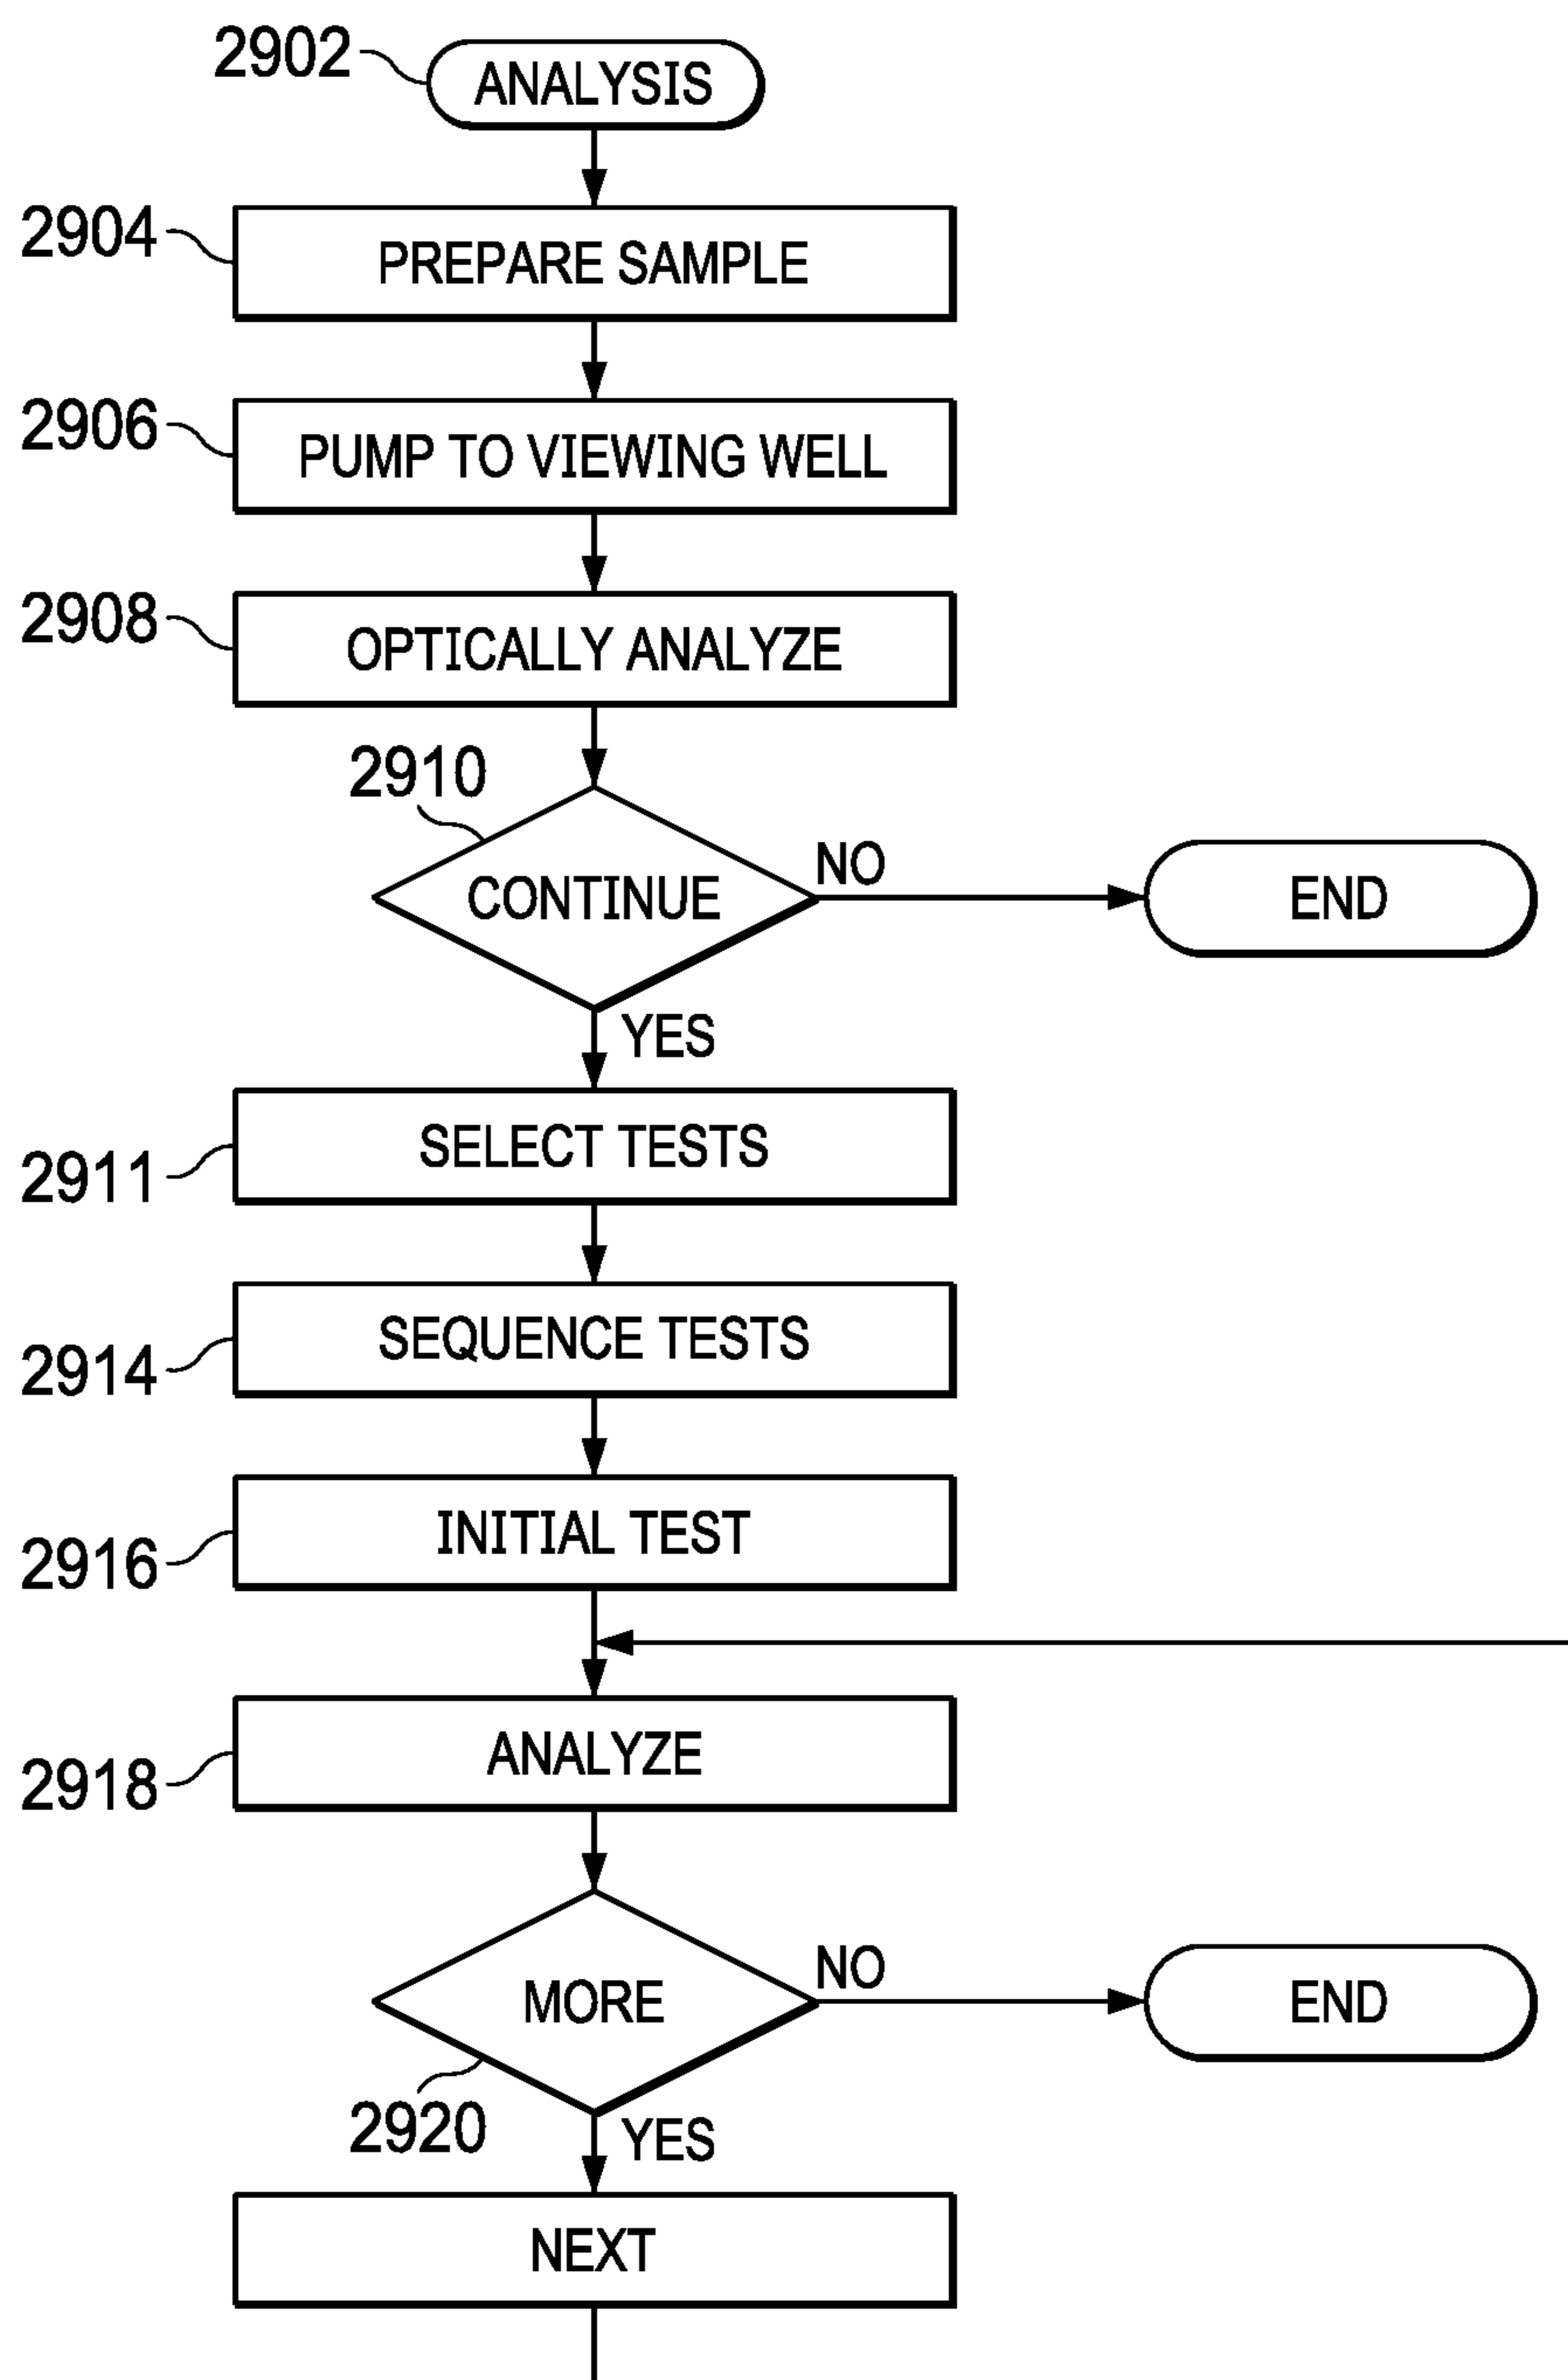 2902
ANALYSIS
2904
PREPARE SAMPLE
2906
PUMP TO VIEWING WELL
2908
OPTICALLY ANALYZE
2910
CONTINUE
NO
END
YES
2911
SELECT TESTS
2914
SEQUENCE TESTS
2916
INITIAL TEST
2918
ANALYZE
MORE
NO
END
2920
YES
NEXT